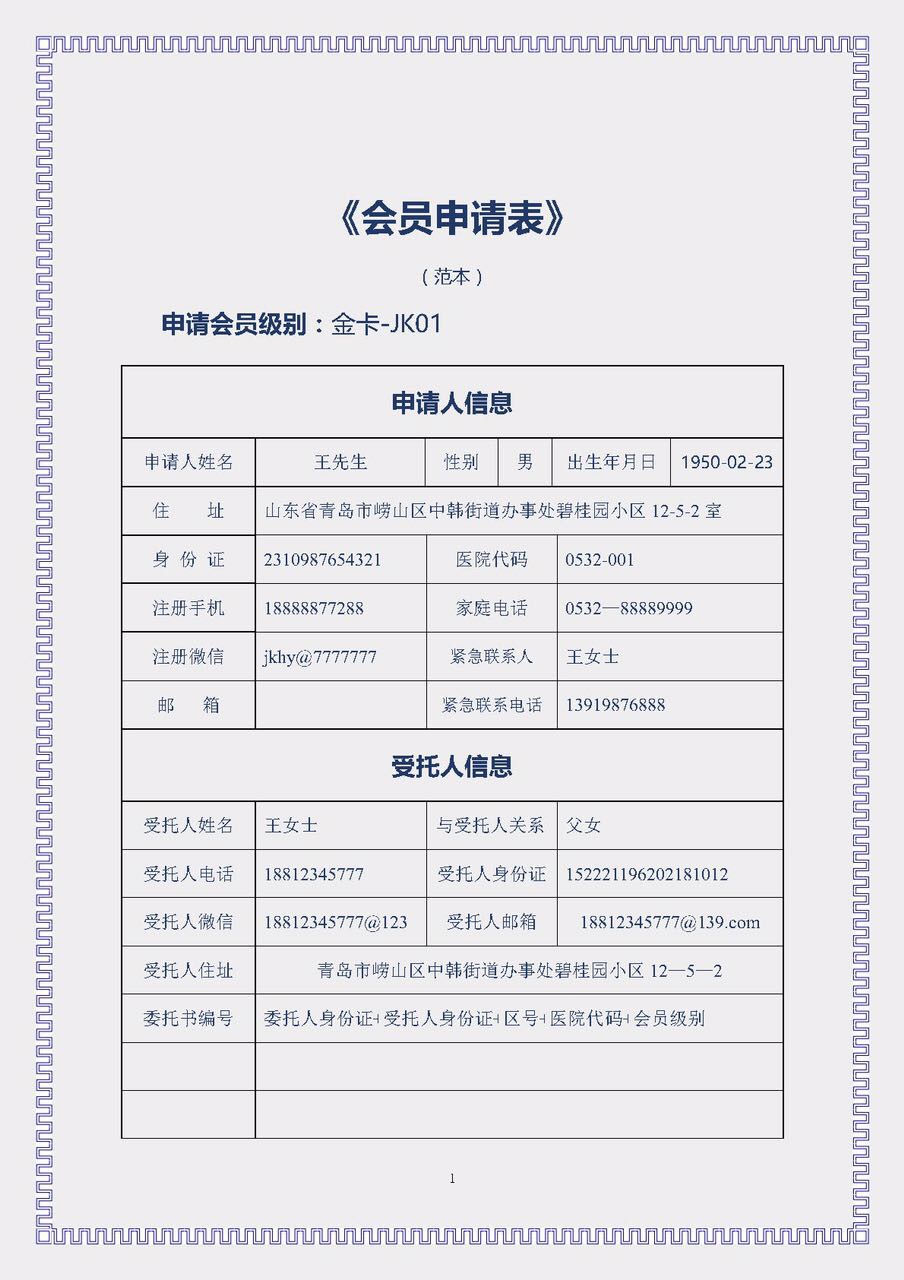 《会员申请表》
（范本）
申请会员级别：金卡-JK01
申请人信息
申请人姓名 王先生 性别 男 出生年月日 1950-02-23
住 址 山东省青岛市崂山区中韩街道办事处碧桂园小区 12-5-2 室
身 份 证 2310987654321 医院代码 0532-001
注册手机 18888877288 家庭电话 0532—88889999
注册微信 jkhy@7777777 紧急联系人 王女士
邮 箱 紧急联系电话 13919876888
受托人信息
受托人姓名 王女士 与受托人关系 父女
受托人电话 18812345777 受托人身份证 152221196202181012
受托人微信 18812345777@123 受托人邮箱 18812345777@139.com
受托人住址 青岛市崂山区中韩街道办事处碧桂园小区 12—5—2
委托书编号 委托人身份证+受托人身份证+区号+医院代码+会员级别
1